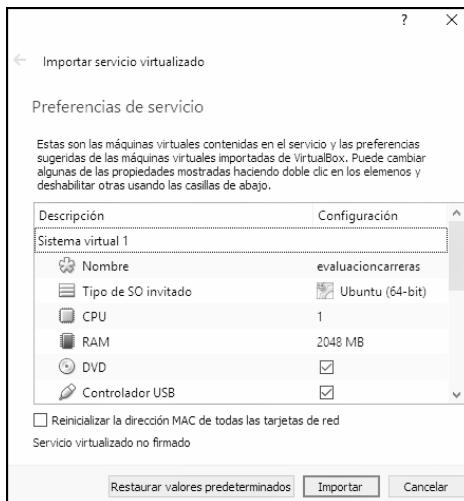 ?
Importar servicio virtualizado
Preferencias de servicio
Estas son las máquinas virtuales contenidas en el servicio y las preferencias
sugeridas de las máquinas virtuales importadas de VirtualBox. Puede cambiar
algunas de las propiedades mostradas haciendo doble clic en los elemenos y
deshabilitar otras usando las casillas de abajo.
Descripción Configuración
Sistema virtual 1
Nombre evaluacioncarreras
Tipo de SO invitado Ubuntu (64-bit)
CPU 1
RAM 2048 MB
DVD
Controlador USB
Reinicializar la dirección MAC de todas las tarjetas de red
Servicio virtualizado no firmado
Restaurar valores predeterminados Importar Cancelar